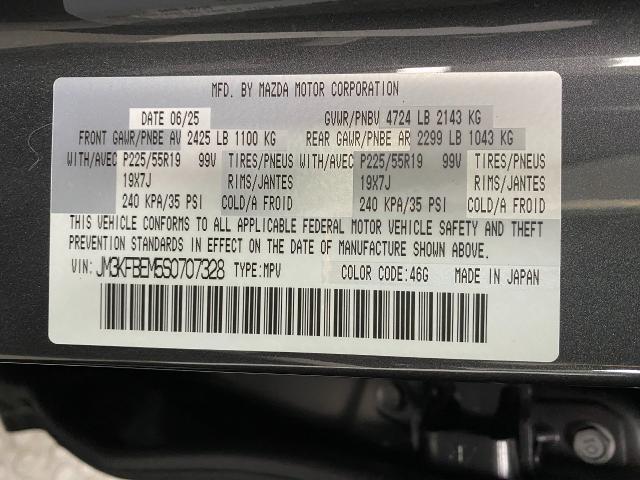 MFD. BY MAZDA MOTOR CORPORATION
DATE 06/25 GVWR/PNBV 4724 LB 2143 KG
FRONT GAWR/PNBE AV 2425 LB 1100 KG REAR GAWR/PNBE AR 2299 LB 1043 KG
WITH/AVEC P225/55R19 99V TIRES/PNEUS WITH/AVEC P225/55R19 99V TIRES/PNEUS
19X7J RIMS/JANTES 19X7J RIMS/JANTES
240 KPA/35 PSI COLD/A FROID 240 KPA/35 PSI COLD/A FROID
THIS VEHICLE CONFORMS TO ALL APPLICABLE FEDERAL MOTOR VEHICLE SAFETY AND THEFT
PREVENTION STANDARDS IN EFFECT ON THE DATE OF MANUFACTURE SHOWN ABOVE.
VIN: JM3KFBEM5S0707328 TYPE:MPV COLOR CODE:46G MADE IN JAPAN